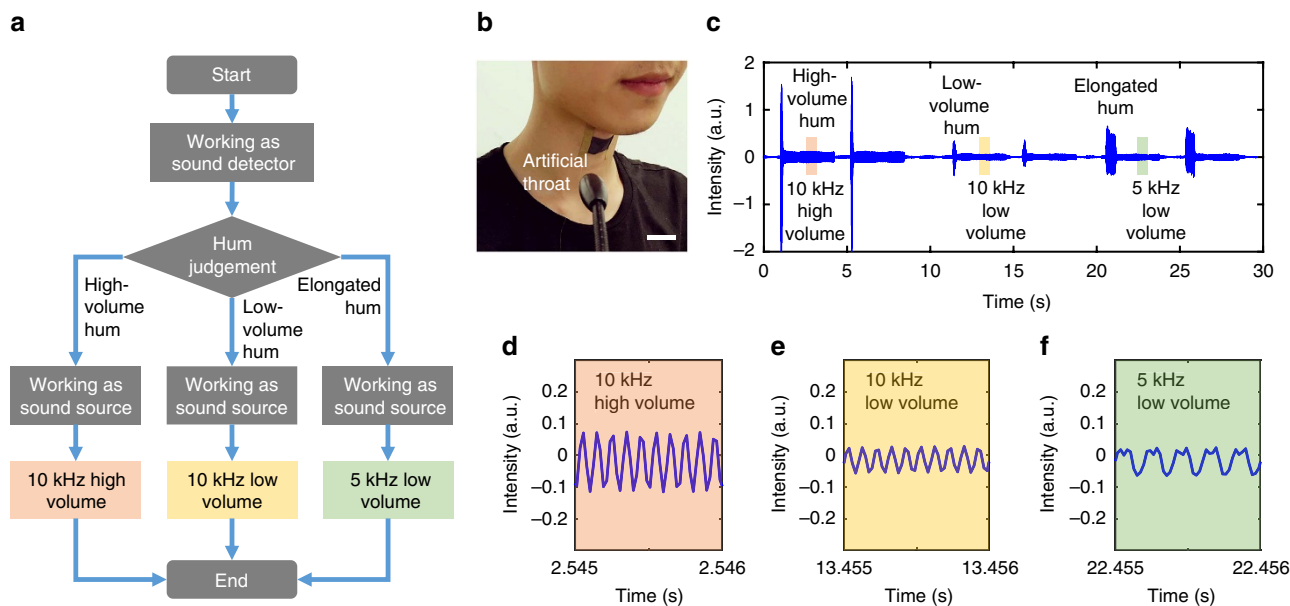 a
Start
Working as
sound detector
Hum
judgement
High-
volume
hum
Low-
volume
hum
Elongated
hum
Working as
sound source
Working as
sound source
Working as
sound source
10 kHz high
volume
10 kHz low
volume
5 kHz low
volume
End
b
Artificial
throat
c
Intensity (a.u.)
2
1
0
−1
−2
High-
volume
hum
Low-
volume
hum
Elongated
hum
10 kHz
high
volume
10 kHz
low
volume
5 kHz
low
volume
0 5 10 15 20 25 30
Time (s)
d
Intensity (a.u.)
0.2
0.1
0
−0.1
−0.2
10 kHz
high volume
2.545 2.546
Time (s)
e
Intensity (a.u.)
0.2
0.1
0
−0.1
−0.2
10 kHz
low volume
13.455 13.456
Time (s)
f
Intensity (a.u.)
0.2
0.1
0
−0.1
−0.2
5 kHz
low volume
22.455 22.456
Time (s)